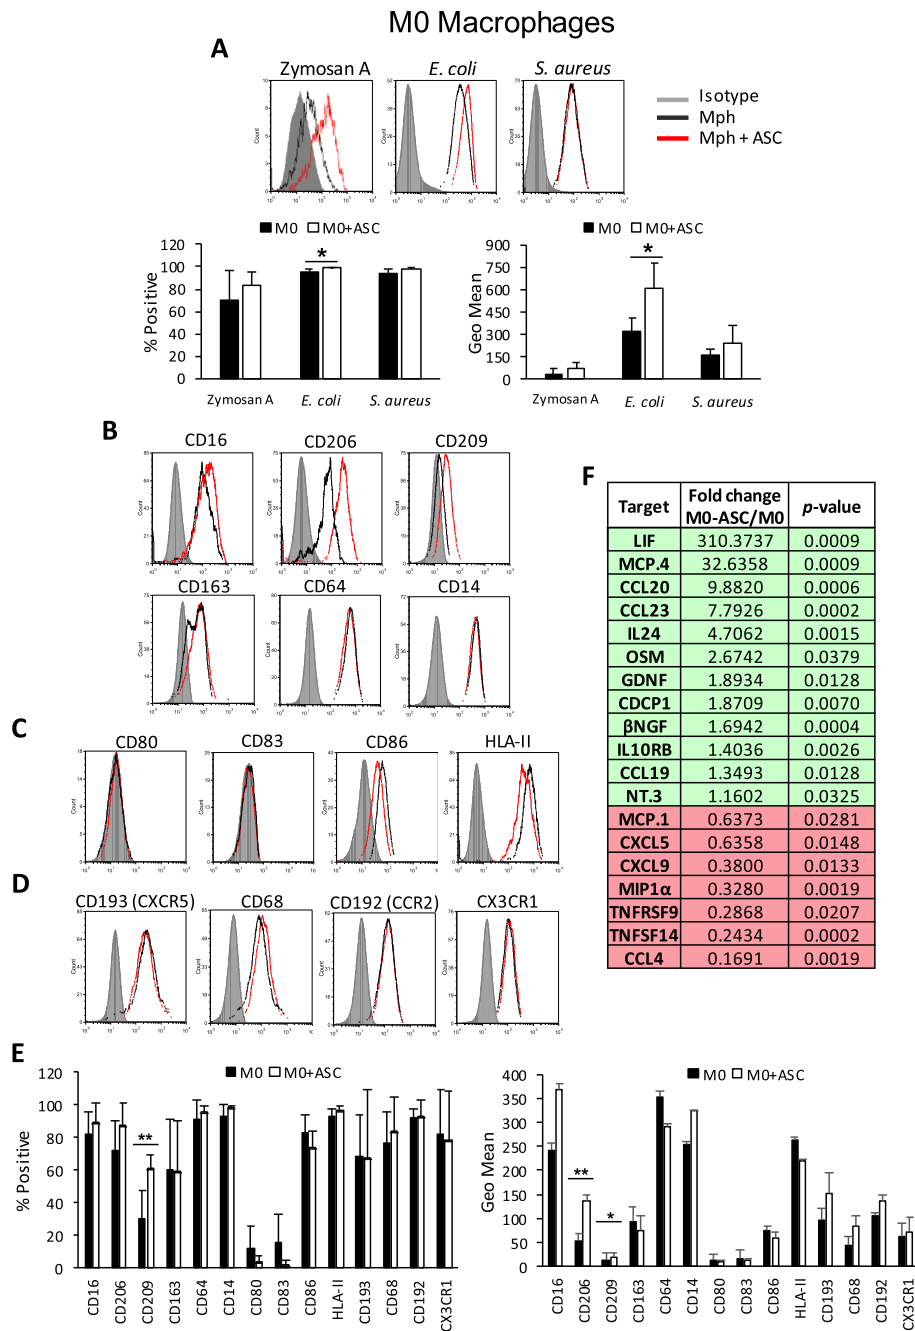 M0 Macrophages
A
Zymosan A
E. coli
S. aureus
Isotype
Mph
Mph + ASC
M0 M0+ASC
% Positive
120
100
80
60
40
20
0
*
Zymosan A E. coli S. aureus
M0 M0+ASC
Geo Mean
900
750
600
450
300
150
0
*
Zymosan A E. coli S. aureus
B
CD16 CD206 CD209
CD163 CD64 CD14
C
CD80 CD83 CD86 HLA-II
D
CD193 (CXCR5) CD68 CD192 (CCR2) CX3CR1
E
M0 M0+ASC
% Positive
120
100
80
60
40
20
0
**
CD16 CD206 CD209 CD163 CD64 CD14 CD80 CD83 CD86 HLA-II CD193 CD68 CD192 CX3CR1
M0 M0+ASC
Geo Mean
400
350
300
250
200
150
100
50
0
**
*
CD16 CD206 CD209 CD163 CD64 CD14 CD80 CD83 CD86 HLA-II CD193 CD68 CD192 CX3CR1
F
Target Fold change M0-ASC/M0 p-value
LIF 310.3737 0.0009
MCP.4 32.6358 0.0009
CCL20 9.8820 0.0006
CCL23 7.7926 0.0002
IL24 4.7062 0.0015
OSM 2.6742 0.0379
GDNF 1.8934 0.0128
CDCP1 1.8709 0.0070
βNGF 1.6942 0.0004
IL10RB 1.4036 0.0026
CCL19 1.3493 0.0128
NT.3 1.1602 0.0325
MCP.1 0.6373 0.0281
CXCL5 0.6358 0.0148
CXCL9 0.3800 0.0133
MIP1α 0.3280 0.0019
TNFRSF9 0.2868 0.0207
TNFSF14 0.2434 0.0002
CCL4 0.1691 0.0019